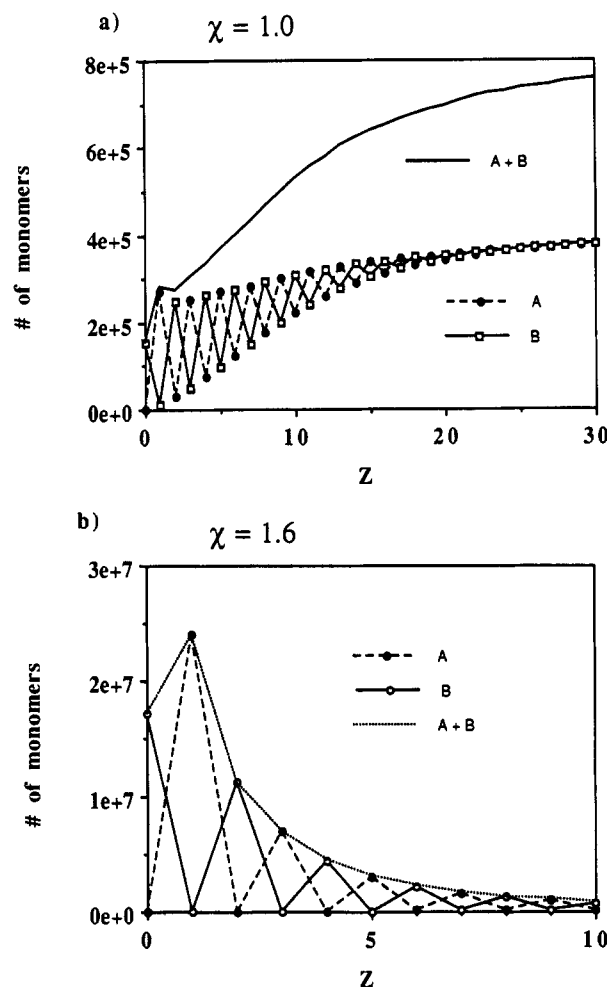 a)
χ = 1.0
# of monomers
8e+5
6e+5
4e+5
2e+5
0e+0
A + B
A
B
0
10
20
30
Z
b)
χ = 1.6
# of monomers
3e+7
2e+7
1e+7
0e+0
A
B
A + B
0
5
10
Z